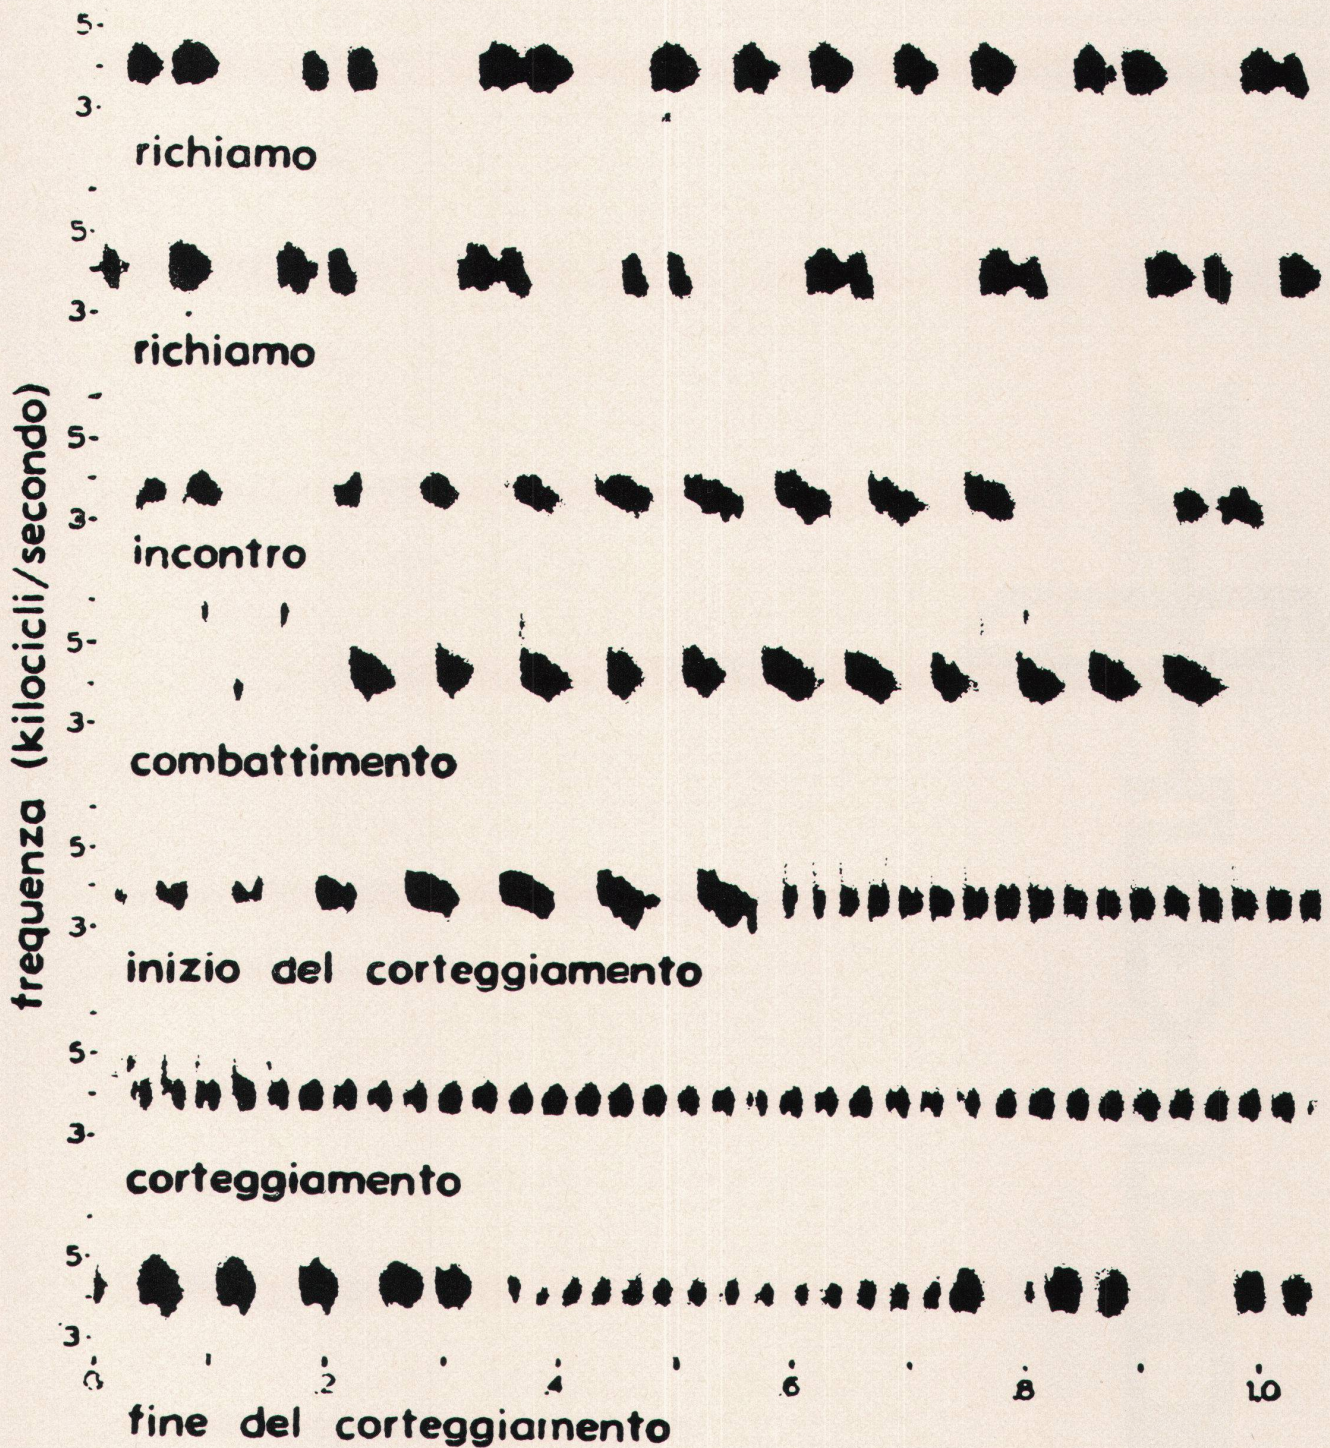 frequenza (kilocicli/secondo)
5-
3-
richiamo
5-
3-
richiamo
5-
3-
incontro
5-
3-
combattimento
5-
3-
inizio del corteggiamento
5-
3-
corteggiamento
5-
3-
0 .2 .4 .6 .8 1.0
fine del corteggiamento